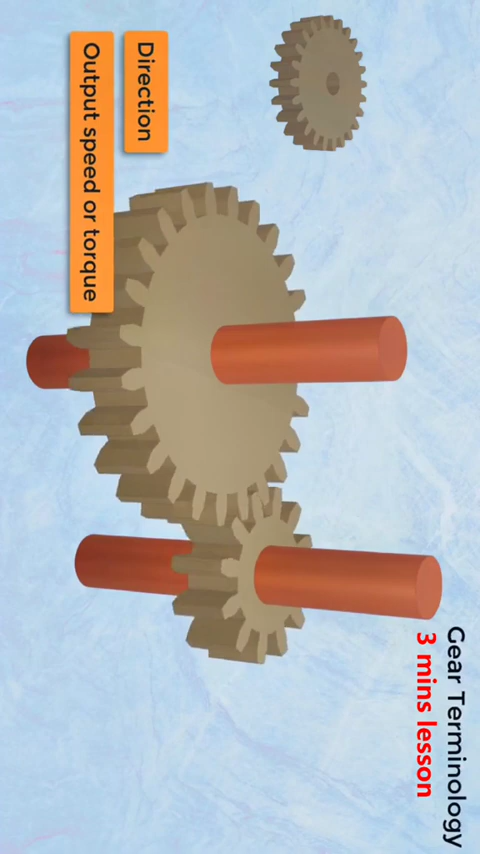 Gear Terminology
3 mins lesson
Direction
Output speed or torque